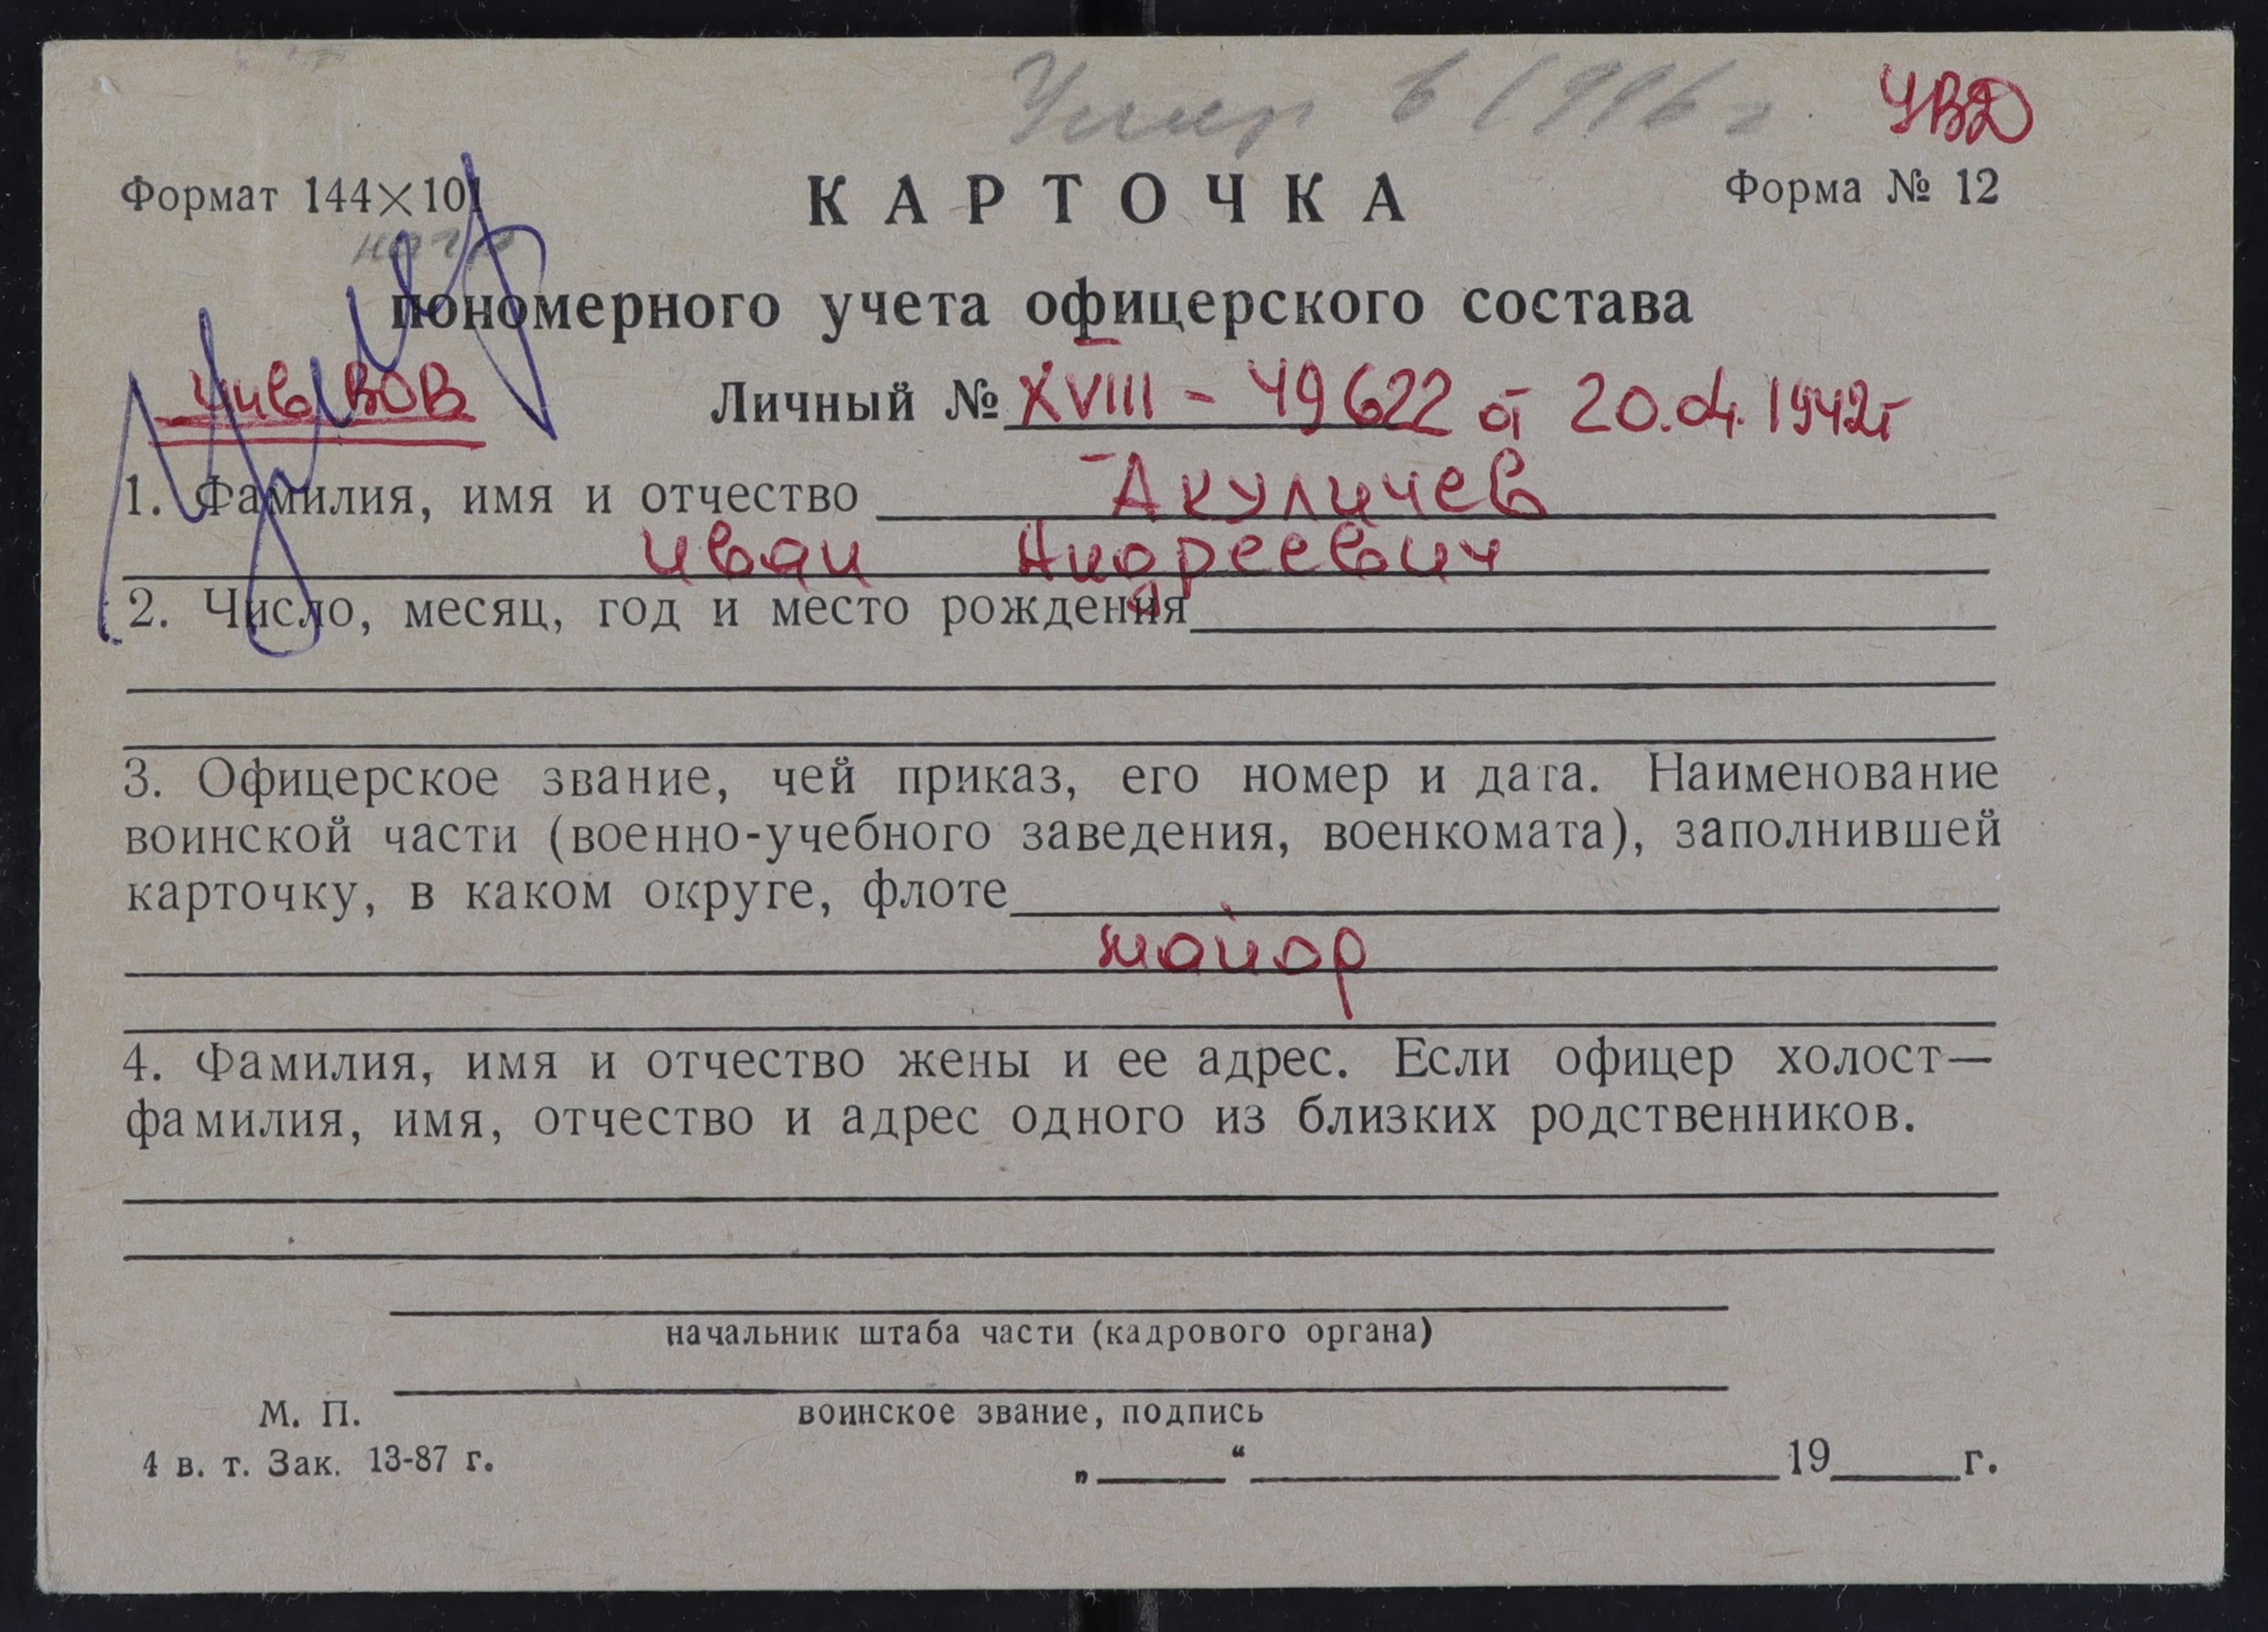 Умер в 1996 г. УВД
Формат 144×101 КАРТОЧКА Форма № 12
пономерного учета офицерского состава
инв ВОВ Личный № XVIII - 49622 от 20.04.1942г
1. Фамилия, имя и отчество Акуличев
Иван Андреевич
2. Число, месяц, год и место рождения
3. Офицерское звание, чей приказ, его номер и дата. Наименование
воинской части (военно-учебного заведения, военкомата), заполнившей
карточку, в каком округе, флоте
майор
4. Фамилия, имя и отчество жены и ее адрес. Если офицер холост—
фамилия, имя, отчество и адрес одного из близких родственников.
начальник штаба части (кадрового органа)
М. П. воинское звание, подпись
4 в. т. Зак. 13-87 г. „ “ 19 г.